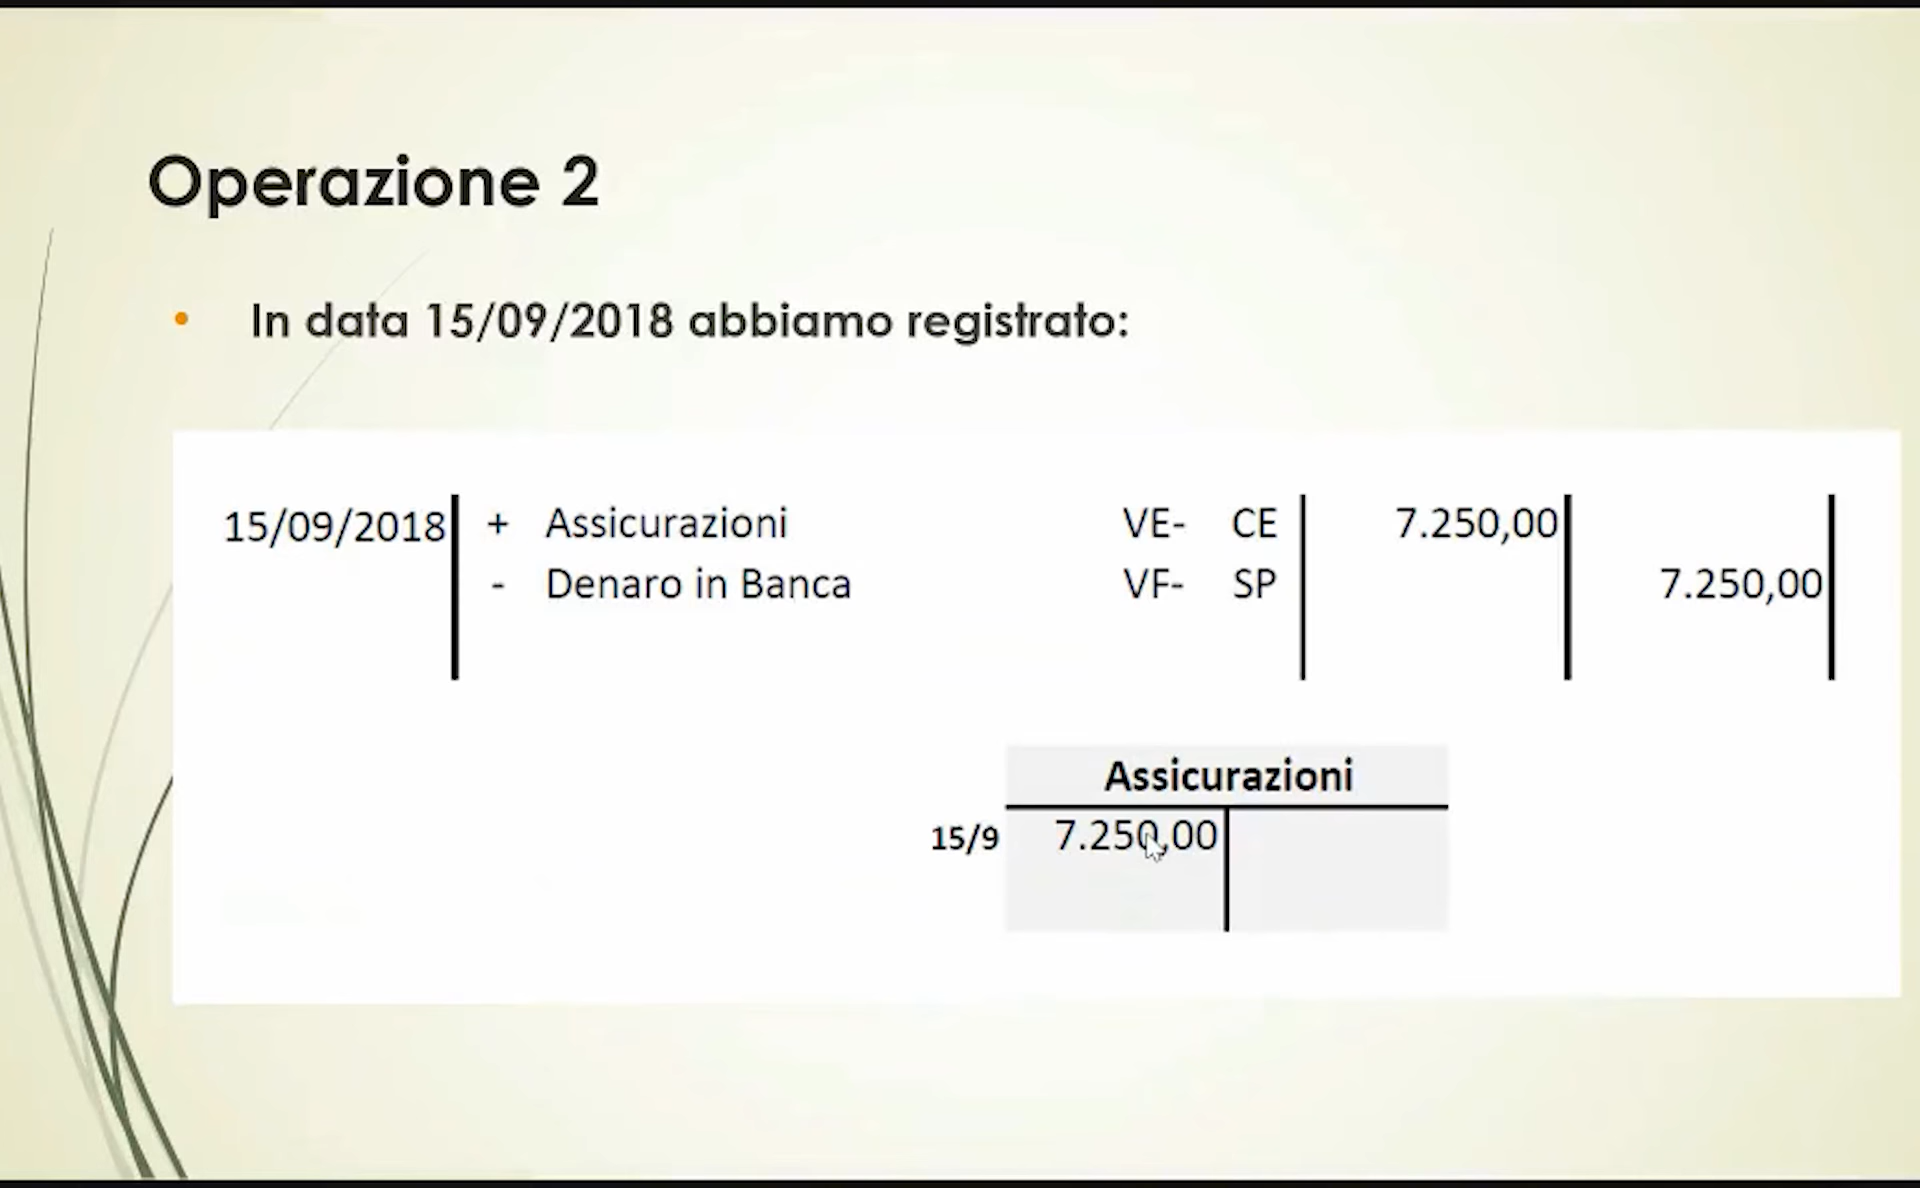 Operazione 2
• In data 15/09/2018 abbiamo registrato:
15/09/2018 + Assicurazioni VE- CE 7.250,00
- Denaro in Banca VF- SP 7.250,00
Assicurazioni
15/9 7.250,00